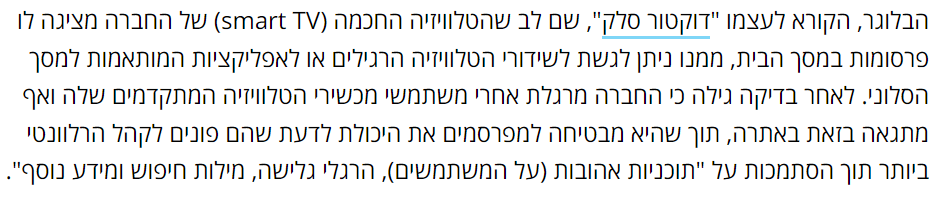 הבלוגר, הקורא לעצמו "דוקטור סלק", שם לב שהטלוויזיה החכמה (smart TV) של החברה מציגה לו
פרסומות במסך הבית, ממנו ניתן לגשת לשידורי הטלוויזיה הרגילים או לאפליקציות המותאמות למסך
הסלוני. לאחר בדיקה גילה כי החברה מרגלת אחרי משתמשי מכשירי הטלוויזיה המתקדמים שלה ואף
מתגאה בזאת באתרה, תוך שהיא מבטיחה למפרסמים את היכולת לדעת שהם פונים לקהל הרלוונטי
ביותר תוך הסתמכות על "תוכניות אהובות (על המשתמשים), הרגלי גלישה, מילות חיפוש ומידע נוסף".